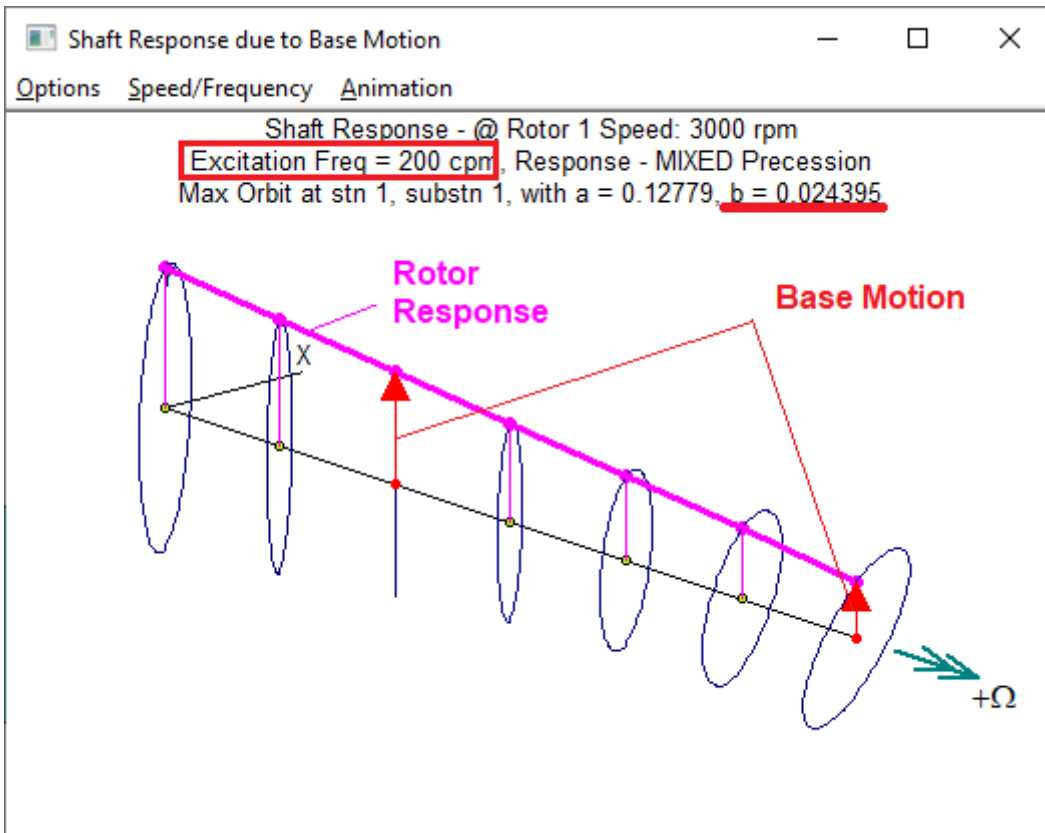 Shaft Response due to Base Motion
Options Speed/Frequency Animation
Shaft Response - @ Rotor 1 Speed: 3000 rpm
Excitation Freq = 200 cpm, Response - MIXED Precession
Max Orbit at stn 1, substn 1, with a = 0.12779, b = 0.024395
Rotor
Response
Base Motion
X
+Ω